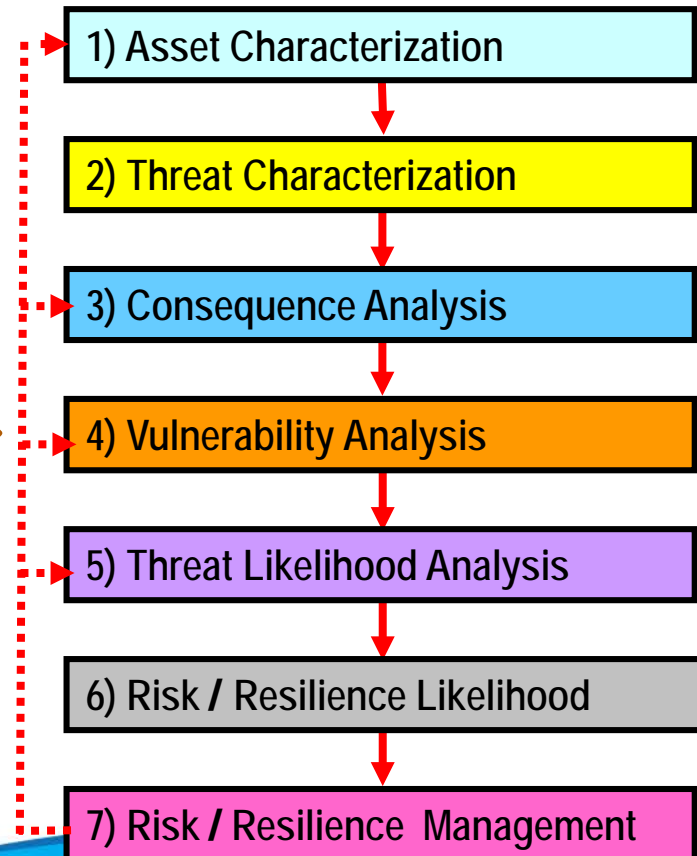 1) Asset Characterization
2) Threat Characterization
3) Consequence Analysis
4) Vulnerability Analysis
5) Threat Likelihood Analysis
6) Risk / Resilience Likelihood
7) Risk / Resilience Management